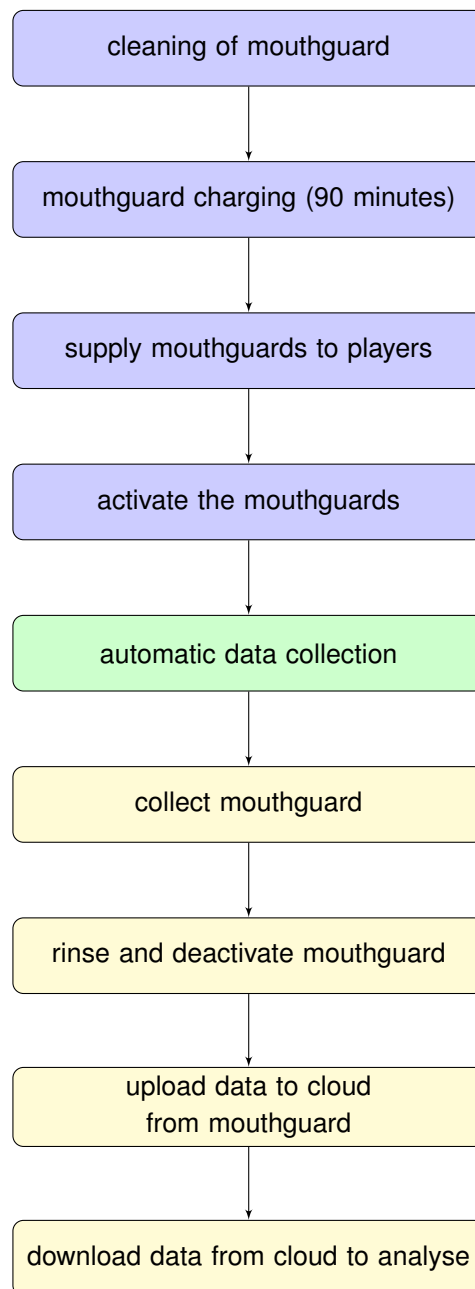 cleaning of mouthguard
mouthguard charging (90 minutes)
supply mouthguards to players
activate the mouthguards
automatic data collection
collect mouthguard
rinse and deactivate mouthguard
upload data to cloud
from mouthguard
download data from cloud to analyse